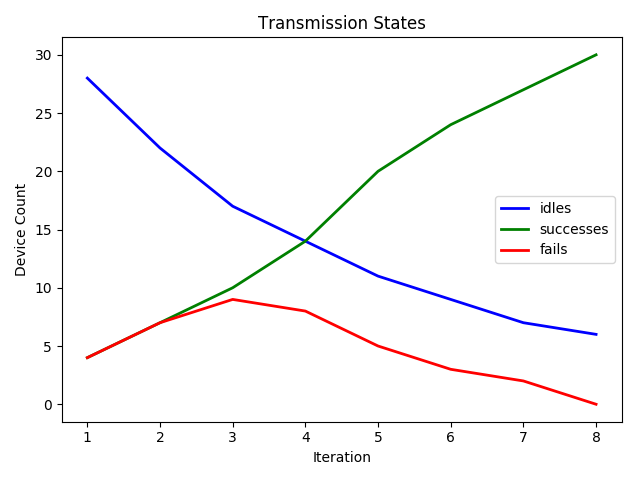 Transmission States
Device Count
30
25
20
15
10
5
0
idles
successes
fails
1 2 3 4 5 6 7 8
Iteration